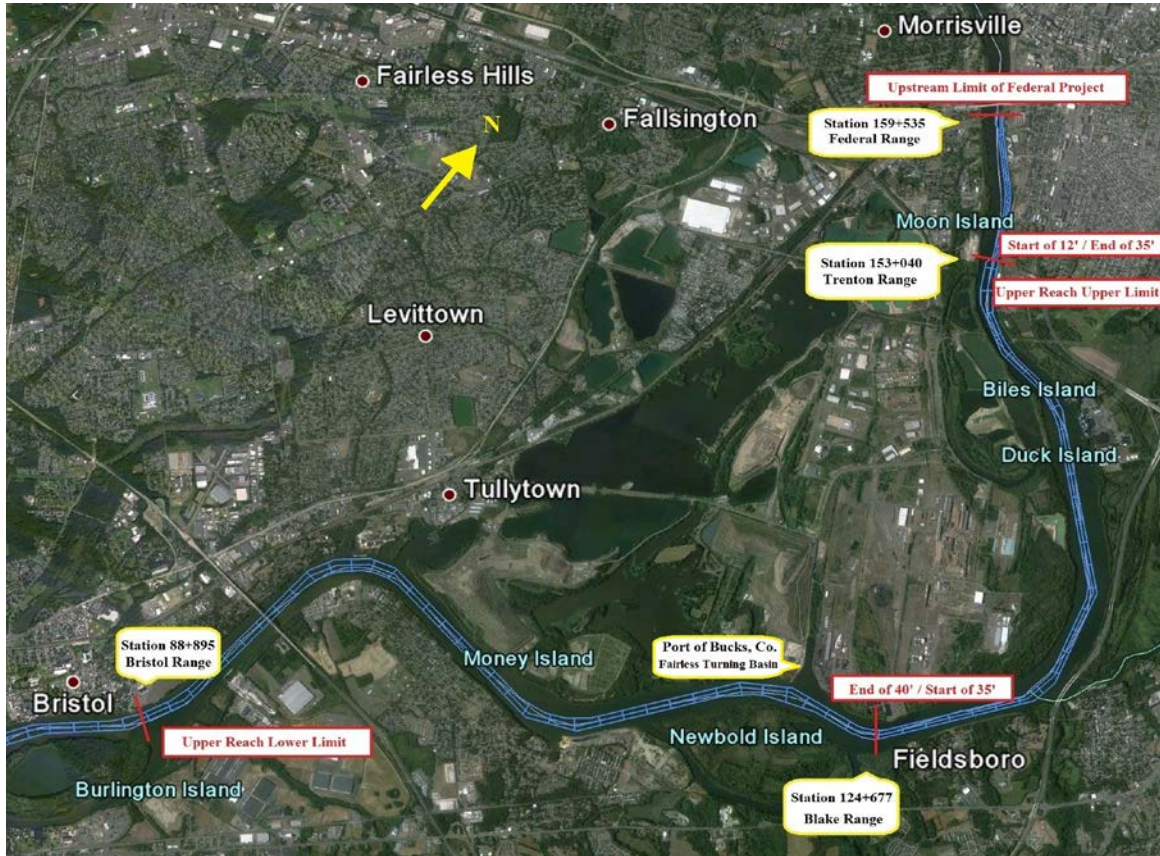 Morrisville
Fairless Hills
Upstream Limit of Federal Project
N
Fallsington
Station 159+535
Federal Range
Moon Island
Start of 12' / End of 35'
Station 153+040
Trenton Range
Upper Reach Upper Limit
Levittown
Biles Island
Duck Island
Tullytown
Station 88+895
Bristol Range
Money Island
Port of Bucks, Co.
Fairless Turning Basin
End of 40' / Start of 35'
Bristol
Upper Reach Lower Limit
Newbold Island
Fieldsboro
Burlington Island
Station 124+677
Blake Range